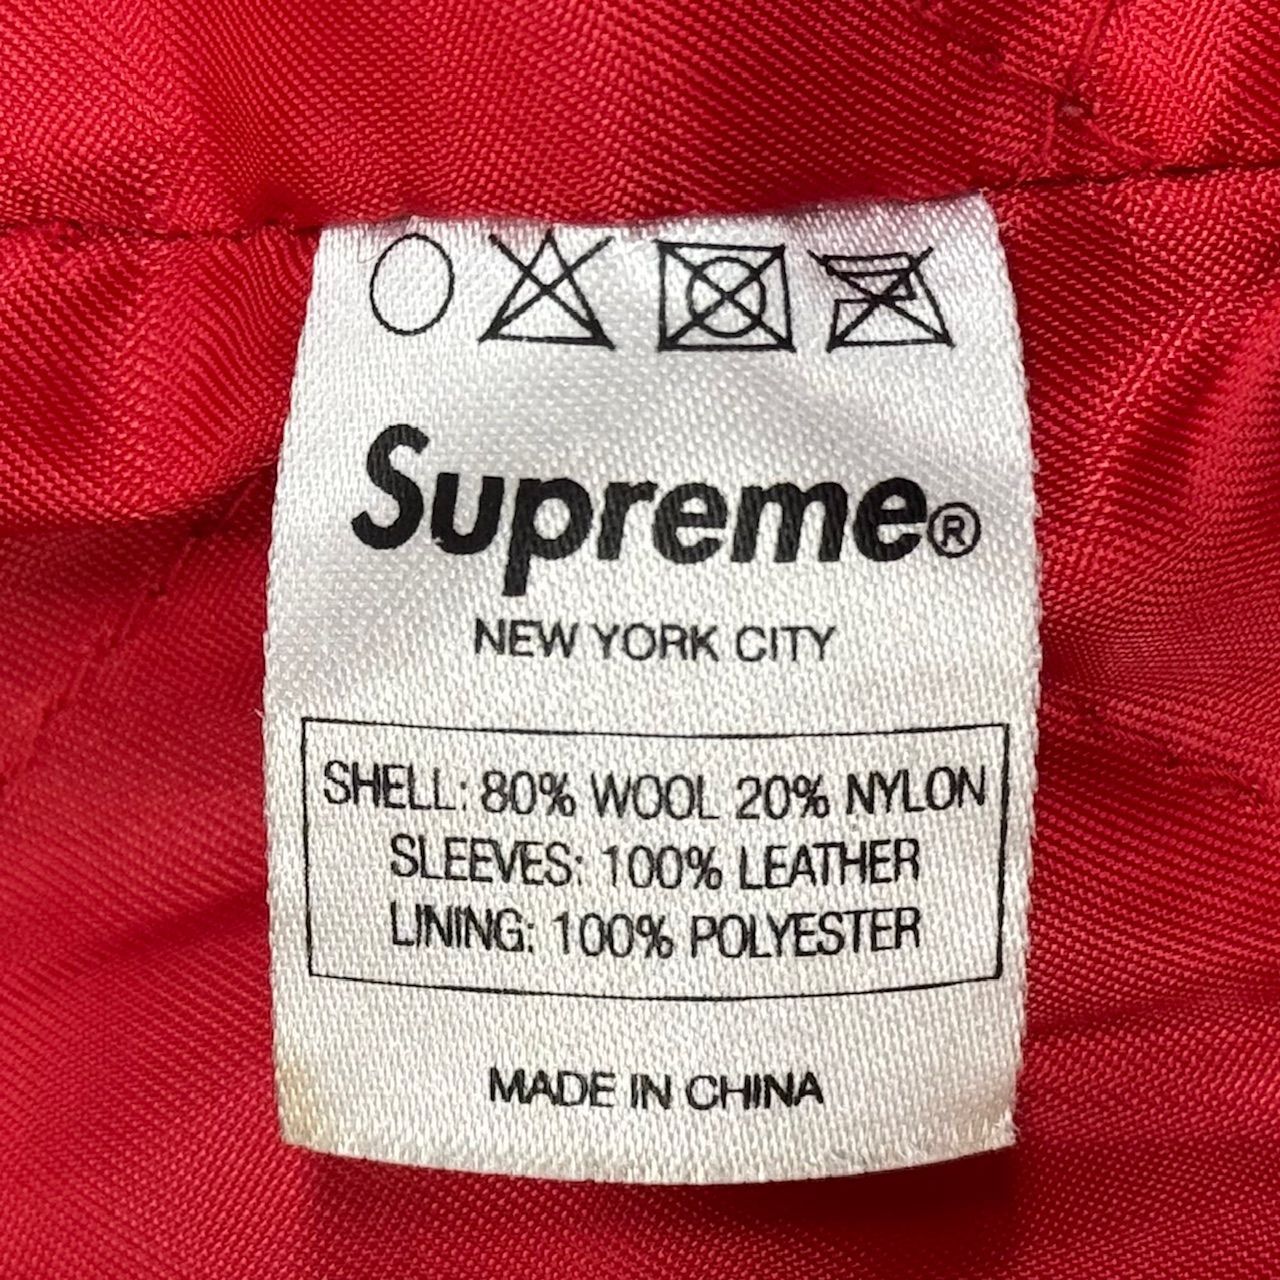 Supreme®
NEW YORK CITY
SHELL: 80% WOOL 20% NYLON
SLEEVES: 100% LEATHER
LINING: 100% POLYESTER
MADE IN CHINA